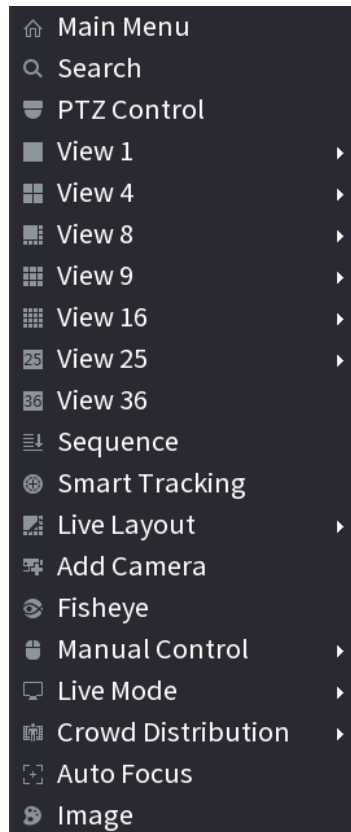 Main Menu
Search
PTZ Control
View 1
View 4
View 8
View 9
View 16
25 View 25
36 View 36
Sequence
Smart Tracking
Live Layout
Add Camera
Fisheye
Manual Control
Live Mode
Crowd Distribution
Auto Focus
Image